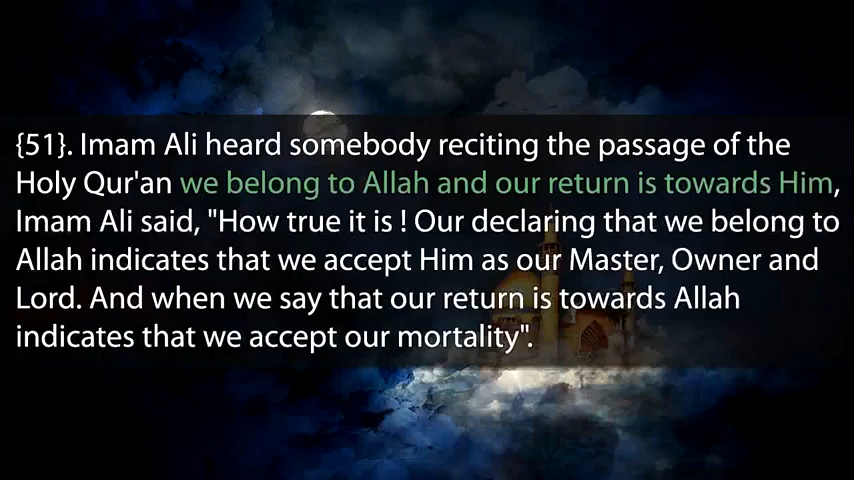 {51}. Imam Ali heard somebody reciting the passage of the
Holy Qur'an we belong to Allah and our return is towards Him,
Imam Ali said, "How true it is ! Our declaring that we belong to
Allah indicates that we accept Him as our Master, Owner and
Lord. And when we say that our return is towards Allah
indicates that we accept our mortality".